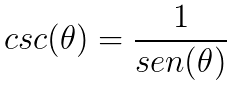 csc(θ) = 1/sen(θ)